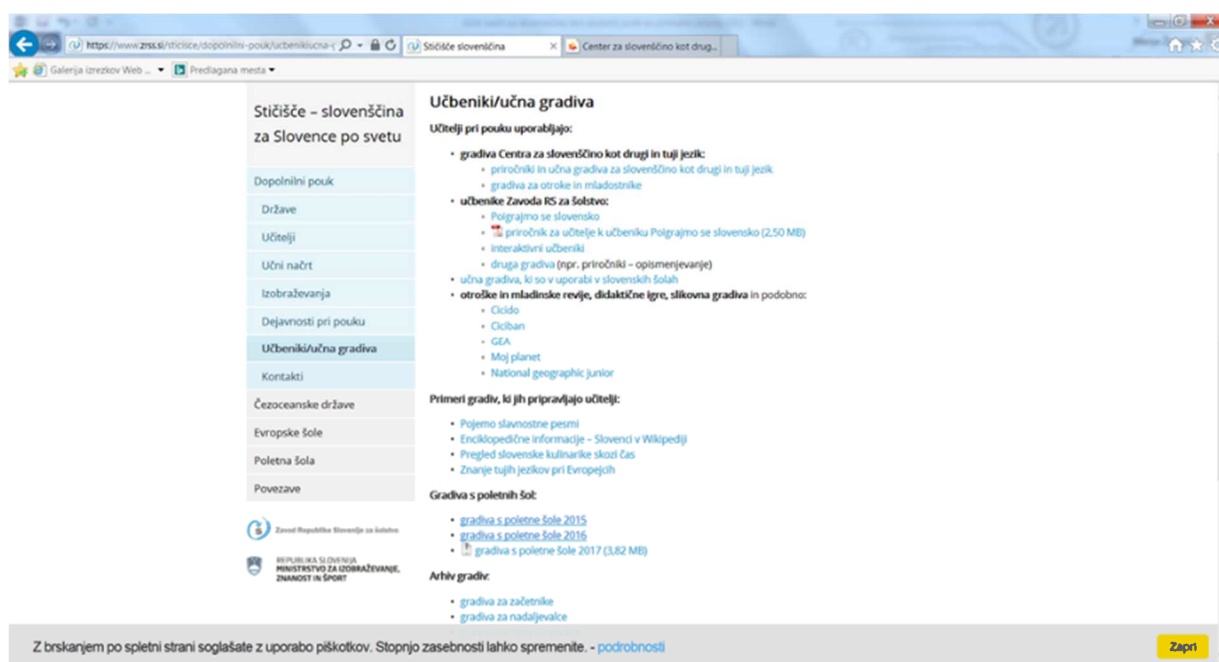 https://www.zrss.si/sticisce/dopolnilni-pouk/ucbenikiucna-g
Stičišče slovenščina
Center za slovenščino kot drug...
Galerija izrezkov Web ...
Predlagana mesta
Stičišče – slovenščina
za Slovence po svetu
Dopolnilni pouk
Države
Učitelji
Učni načrt
Izobraževanja
Dejavnosti pri pouku
Učbeniki/učna gradiva
Kontakti
Čezoceanske države
Evropske šole
Poletna šola
Povezave
Zavod Republike Slovenije za šolstvo
REPUBLIKA SLOVENIJA
MINISTRSTVO ZA IZOBRAŽEVANJE,
ZNANOST IN ŠPORT
Učbeniki/učna gradiva
Učitelji pri pouku uporabljajo:
gradiva Centra za slovenščino kot drugi in tuji jezik:
priročniki in učna gradiva za slovenščino kot drugi in tuji jezik
gradiva za otroke in mladostnike
učbenike Zavoda RS za šolstvo:
Poigrajmo se slovensko
priročnik za učitelje k učbeniku Poigrajmo se slovensko (2,50 MB)
interaktivni učbeniki
druga gradiva (npr. priročniki – opismenjevanje)
učna gradiva, ki so v uporabi v slovenskih šolah
otroške in mladinske revije, didaktične igre, slikovna gradiva in podobno:
Cicido
Ciciban
GEA
Moj planet
National geographic junior
Primeri gradiv, ki jih pripravljajo učitelji:
Pojemo slavnostne pesmi
Enciklopedične informacije – Slovenci v Wikipediji
Pregled slovenske kulinarike skozi čas
Znanje tujih jezikov pri Evropejcih
Gradiva s poletnih šol:
gradiva s poletne šole 2015
gradiva s poletne šole 2016
gradiva s poletne šole 2017 (3,82 MB)
Arhiv gradiv:
gradiva za začetnike
gradiva za nadaljevalce
Z brskanjem po spletni strani soglašate z uporabo piškotkov. Stopnjo zasebnosti lahko spremenite. - podrobnosti
Zapri